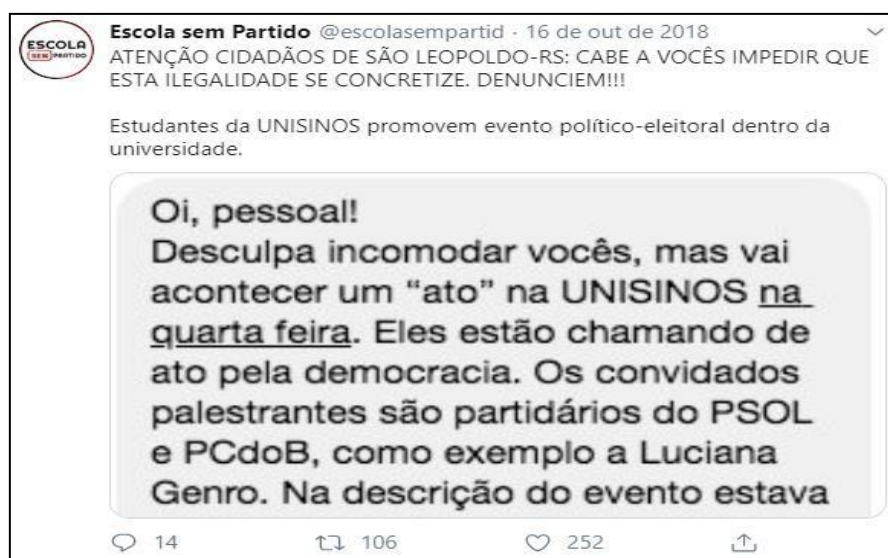 ESCOLA
SEM PARTIDO
Escola sem Partido @escolasempartid · 16 de out de 2018
ATENÇÃO CIDADÃOS DE SÃO LEOPOLDO-RS: CABE A VOCÊS IMPEDIR QUE
ESTA ILEGALIDADE SE CONCRETIZE. DENUNCIEM!!!
Estudantes da UNISINOS promovem evento político-eleitoral dentro da
universidade.
Oi, pessoal!
Desculpa incomodar vocês, mas vai
acontecer um “ato” na UNISINOS na
quarta feira. Eles estão chamando de
ato pela democracia. Os convidados
palestrantes são partidários do PSOL
e PCdoB, como exemplo a Luciana
Genro. Na descrição do evento estava
14 106 252